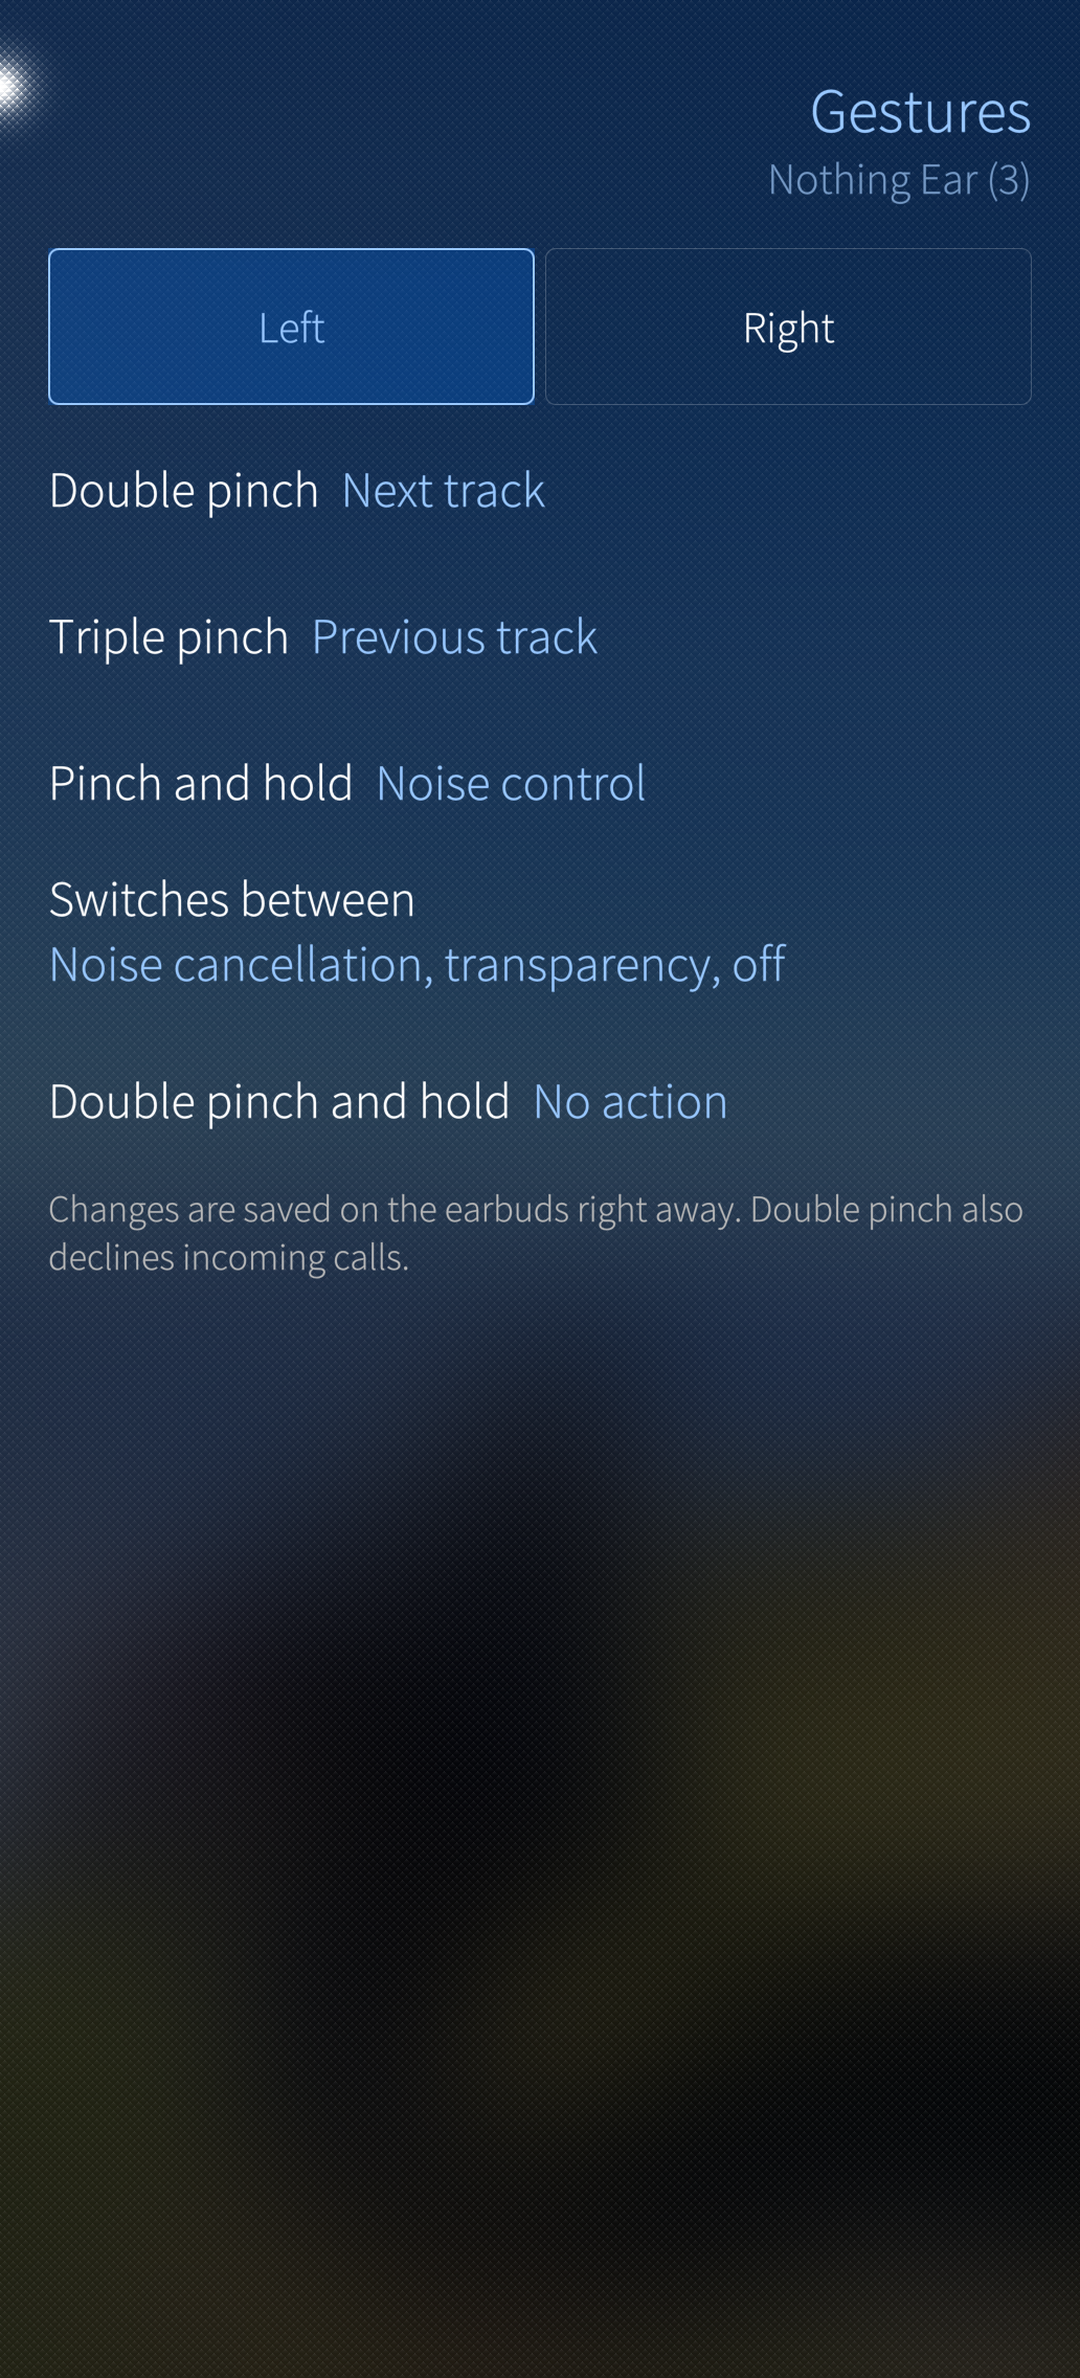 Gestures
Nothing Ear (3)
Left
Right
Double pinch Next track
Triple pinch Previous track
Pinch and hold Noise control
Switches between
Noise cancellation, transparency, off
Double pinch and hold No action
Changes are saved on the earbuds right away. Double pinch also
declines incoming calls.